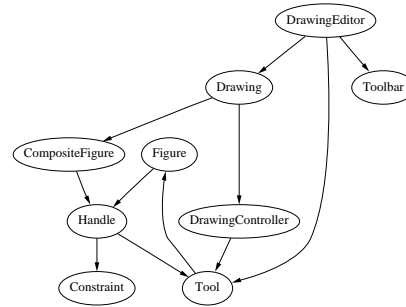 DrawingEditor
Drawing
Toolbar
CompositeFigure
Figure
Handle
DrawingController
Constraint
Tool